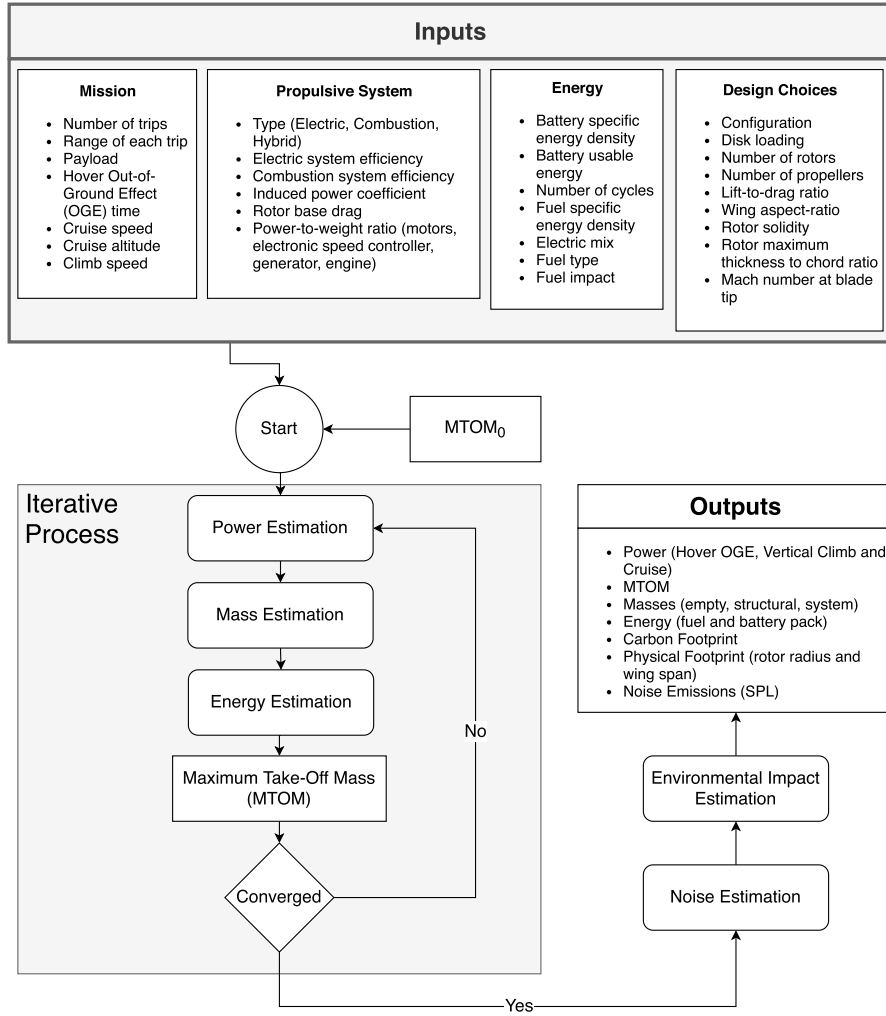 Inputs
Mission
• Number of trips
• Range of each trip
• Payload
• Hover Out-of-
Ground Effect
(OGE) time
• Cruise speed
• Cruise altitude
• Climb speed
Propulsive System
• Type (Electric, Combustion,
Hybrid)
• Electric system efficiency
• Combustion system efficiency
• Induced power coefficient
• Rotor base drag
• Power-to-weight ratio (motors,
electronic speed controller,
generator, engine)
Energy
• Battery specific
energy density
• Battery usable
energy
• Number of cycles
• Fuel specific
energy density
• Electric mix
• Fuel type
• Fuel impact
Design Choices
• Configuration
• Disk loading
• Number of rotors
• Number of propellers
• Lift-to-drag ratio
• Wing aspect-ratio
• Rotor solidity
• Rotor maximum
thickness to chord ratio
• Mach number at blade
tip
Start
MTOM₀
Iterative
Process
Power Estimation
Mass Estimation
Energy Estimation
Maximum Take-Off Mass
(MTOM)
Converged
No
Yes
Outputs
• Power (Hover OGE, Vertical Climb and
Cruise)
• MTOM
• Masses (empty, structural, system)
• Energy (fuel and battery pack)
• Carbon Footprint
• Physical Footprint (rotor radius and
wing span)
• Noise Emissions (SPL)
Environmental Impact
Estimation
Noise Estimation